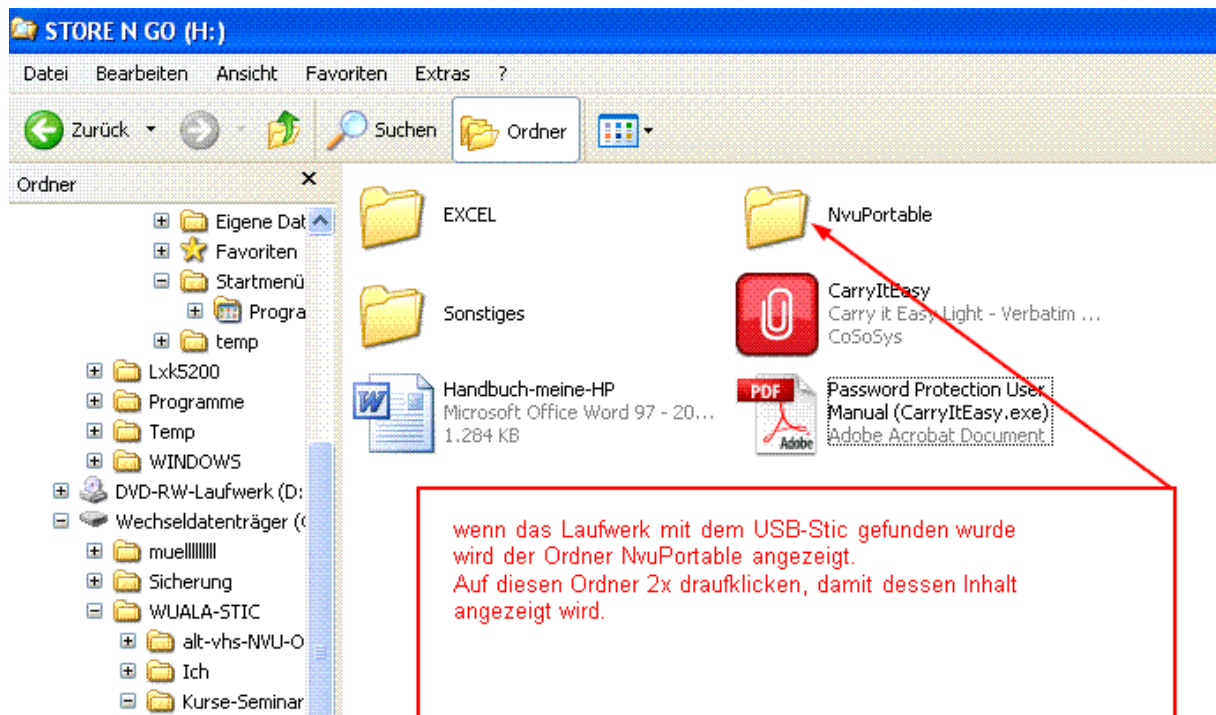 STORE N GO (H:)
Datei Bearbeiten Ansicht Favoriten Extras ?
Zurück Suchen Ordner
Ordner
Eigene Dat
Favoriten
Startmenü
Progra
temp
Lxk5200
Programme
Temp
WINDOWS
DVD-RW-Laufwerk (D:
Wechseldatenträger (
muellllllll
Sicherung
WUALA-STIC
alt-vhs-NVU-O
Ich
Kurse-Seminar
EXCEL
NvuPortable
Sonstiges
CarryItEasy
Carry it Easy Light - Verbatim ...
CoSoSys
Handbuch-meine-HP
Microsoft Office Word 97 - 20...
1.284 KB
PDF
Adobe
Password Protection User
Manual (CarryItEasy.exe)
Adobe Acrobat Document
wenn das Laufwerk mit dem USB-Stic gefunden wurde
wird der Ordner NvuPortable angezeigt.
Auf diesen Ordner 2x draufklicken, damit dessen Inhalt
angezeigt wird.